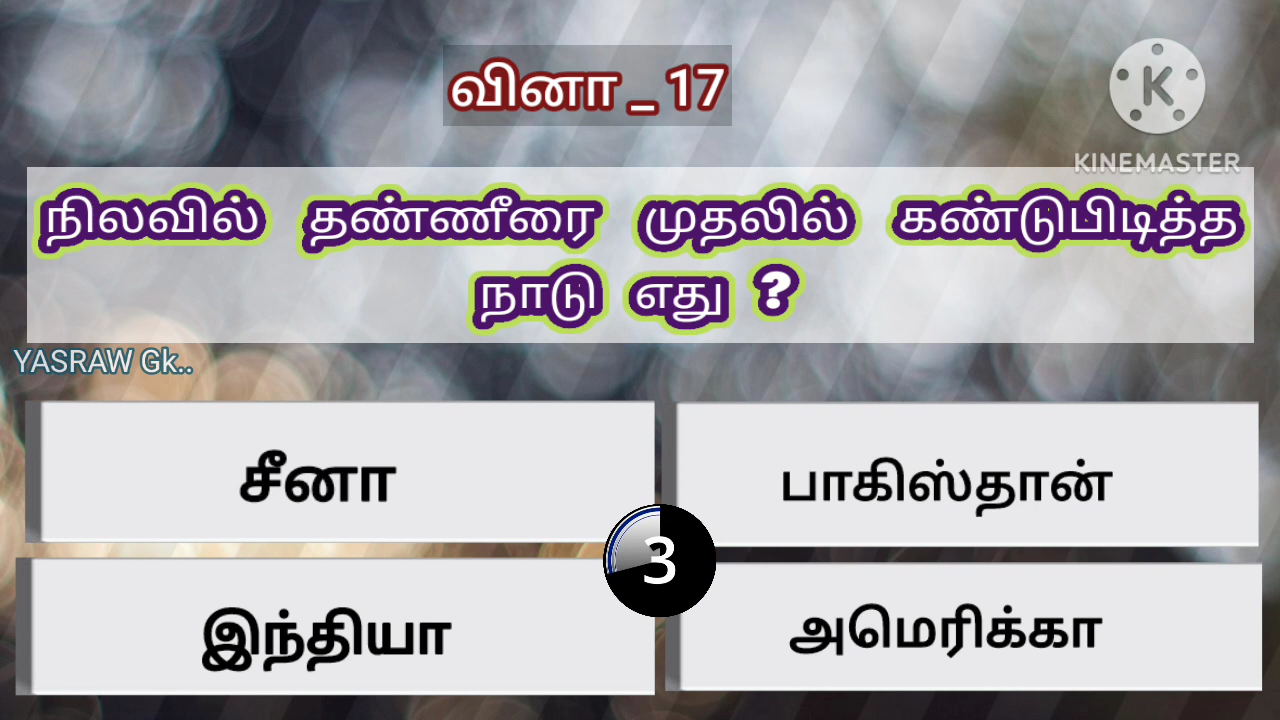 வினா _ 17
KINEMASTER
நிலவில் தண்ணீரை முதலில் கண்டுபிடித்த
நாடு எது ?
YASRAW Gk..
சீனா
பாகிஸ்தான்
3
இந்தியா
அமெரிக்கா